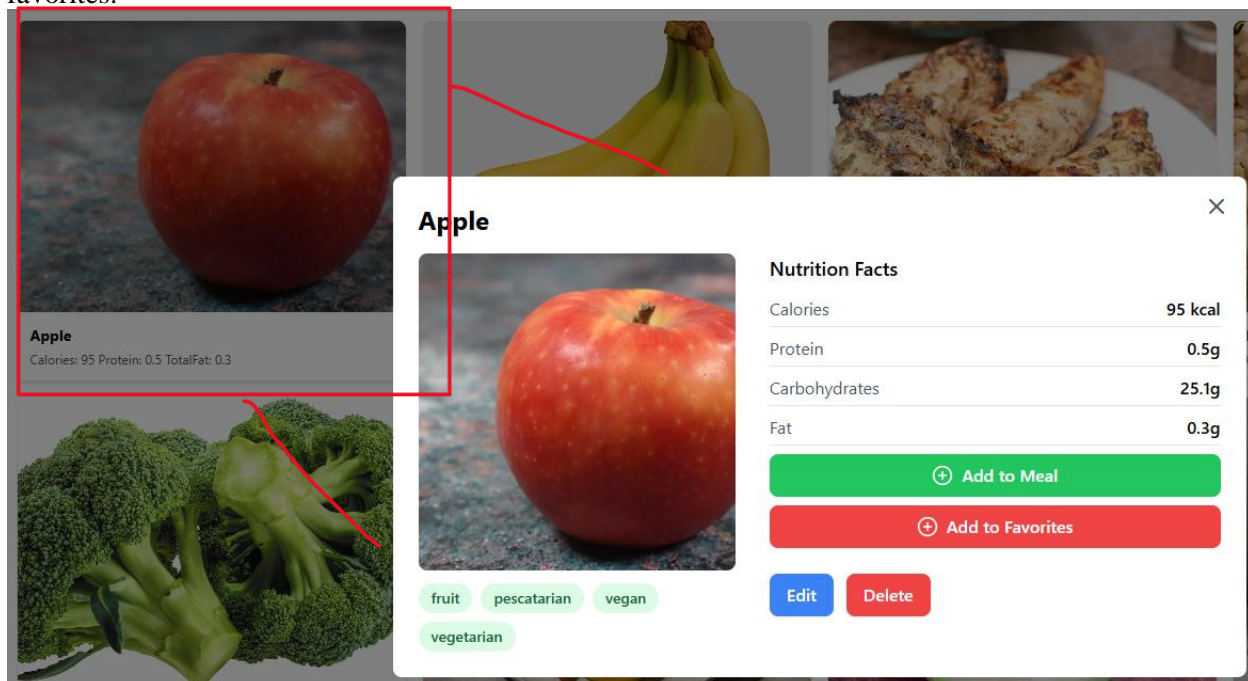 favorites.
Apple
Calories: 95 Protein: 0.5 TotalFat: 0.3
Apple
Nutrition Facts
Calories 95 kcal
Protein 0.5g
Carbohydrates 25.1g
Fat 0.3g
Add to Meal
Add to Favorites
Edit Delete
fruit pescatarian vegan
vegetarian